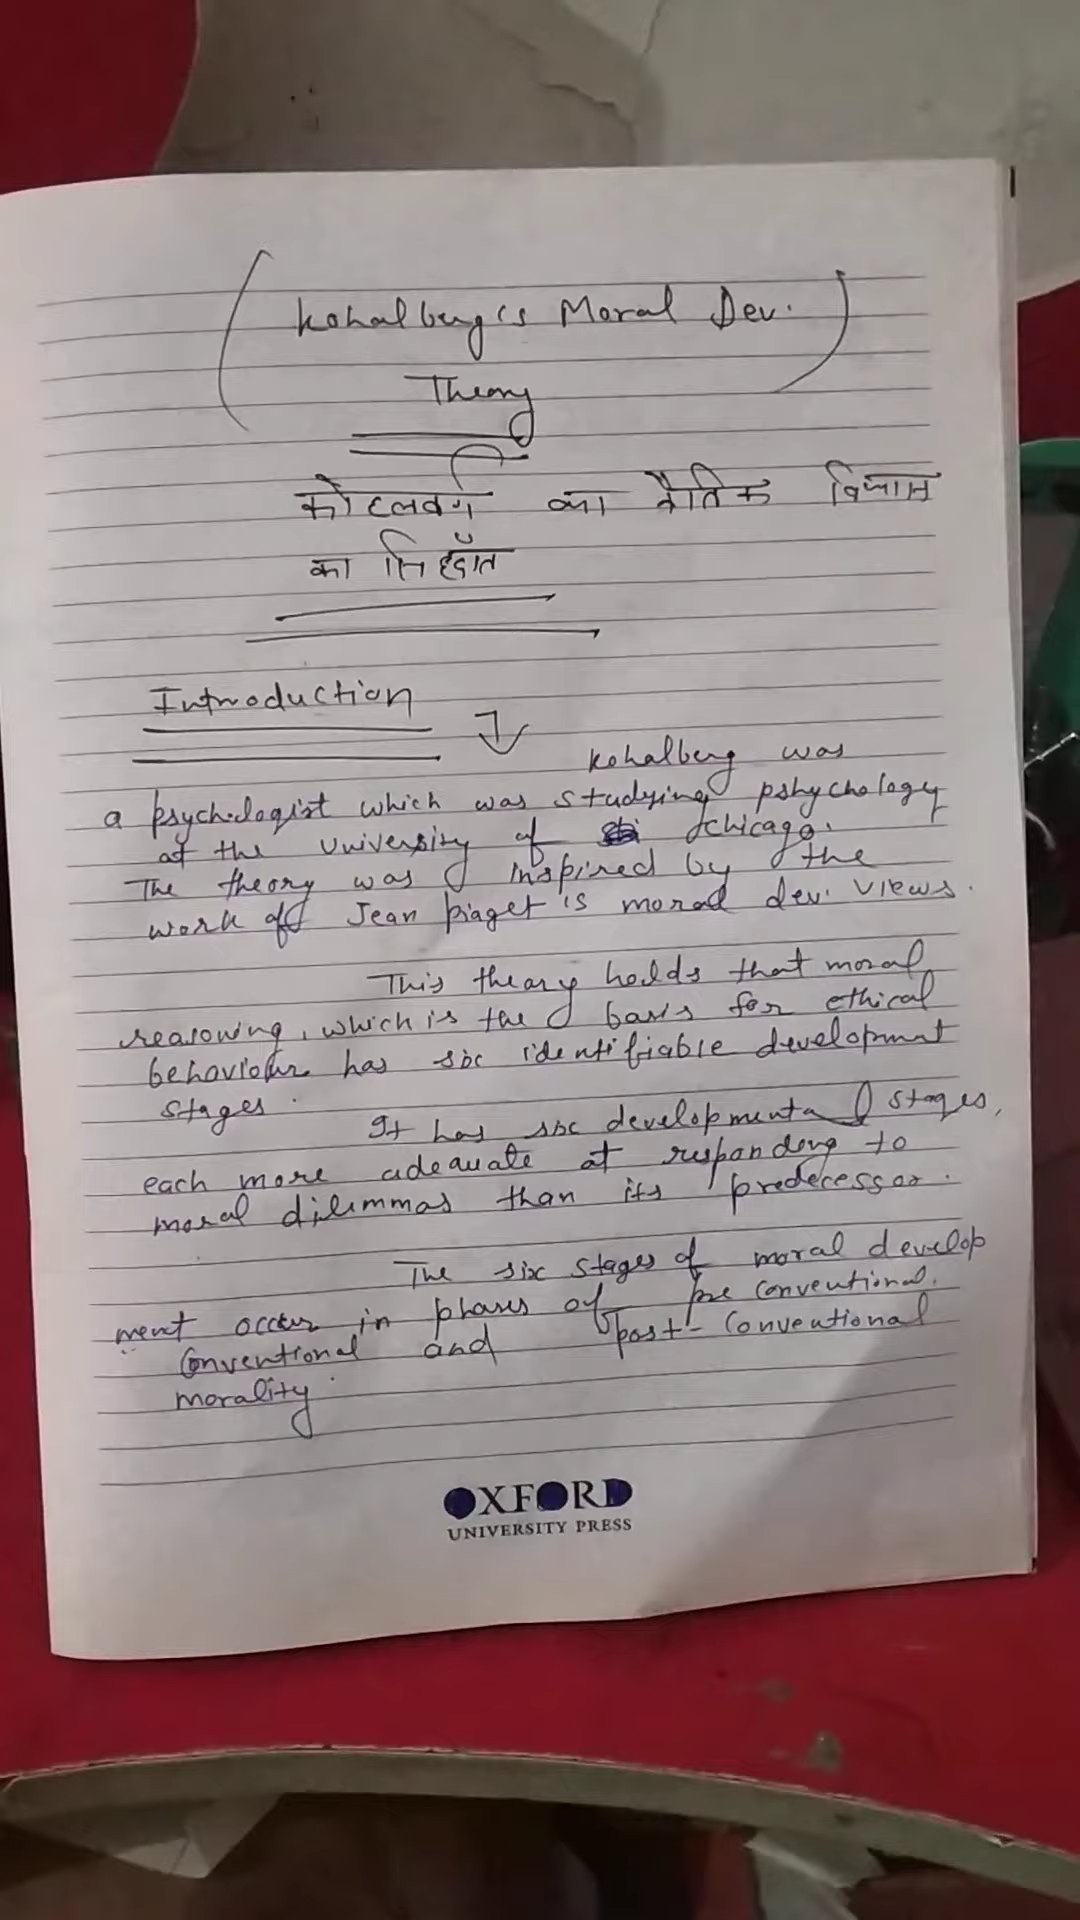 Kohalberg's Moral Dev.
Theory
कोहलवर्ग का नैतिक विकास
का सिद्दाँत
Introduction
Kohalberg was
a psychologist which was studying pshychology
at the University of Chicago.
The theory was inspired by the
work of Jean piaget's moral dev. views.
This theory holds that moral
reasoning, which is the basis for ethical
behaviour has six identifiable development
stages.
It has six developmental stages,
each more adequate at responding to
moral dilemmas than its predecessor.
The six stages of moral develop
ment occur in phases of pre conventional,
Conventional and post-conventional
morality.
OXFORD
UNIVERSITY PRESS